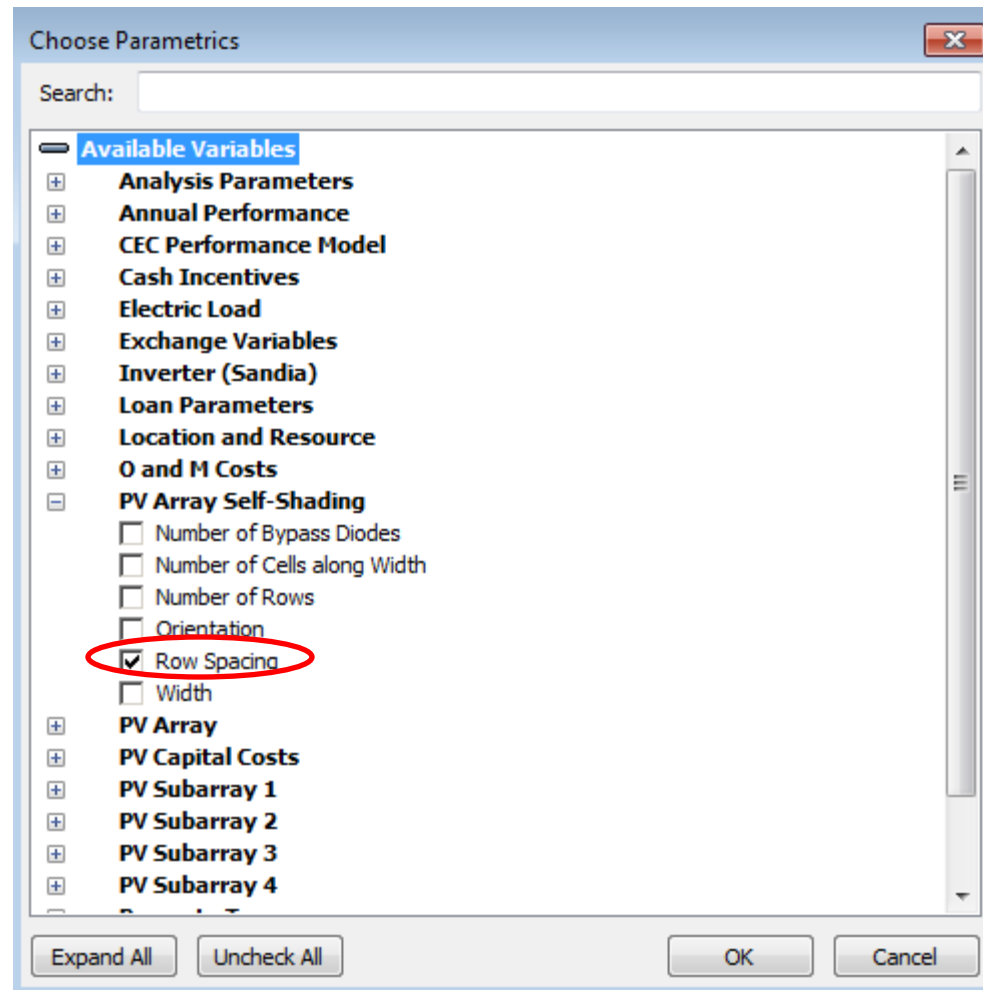 Choose Parametrics
Search:
Available Variables
Analysis Parameters
Annual Performance
CEC Performance Model
Cash Incentives
Electric Load
Exchange Variables
Inverter (Sandia)
Loan Parameters
Location and Resource
O and M Costs
PV Array Self-Shading
Number of Bypass Diodes
Number of Cells along Width
Number of Rows
Orientation
Row Spacing
Width
PV Array
PV Capital Costs
PV Subarray 1
PV Subarray 2
PV Subarray 3
PV Subarray 4
Expand All Uncheck All OK Cancel